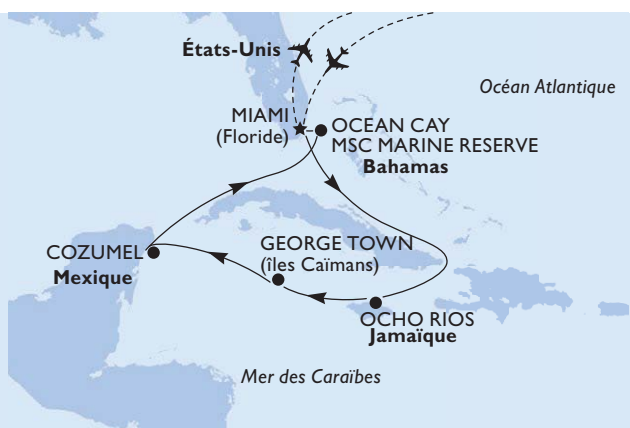 États-Unis
Océan Atlantique
MIAMI
(Floride)
OCEAN CAY
MSC MARINE RESERVE
Bahamas
COZUMEL
Mexique
GEORGE TOWN
(îles Caïmans)
OCHO RIOS
Jamaïque
Mer des Caraïbes